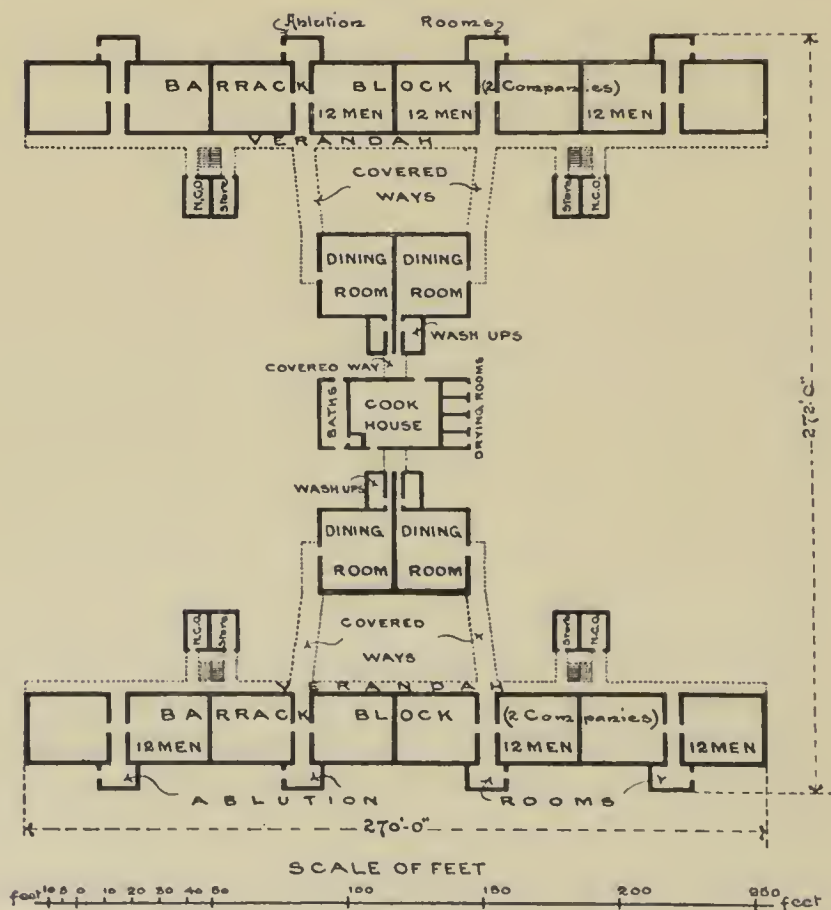 Ablution Rooms
BARRACK BLOCK (2 Companies)
12 MEN 12 MEN 12 MEN
VERANDAH
COVERED
WAYS
N.C.O. Store
Store N.C.O.
DINING DINING
ROOM ROOM
WASH UPS
COVERED WAY
BATHS
COOK
HOUSE
DRYING ROOMS
272'. 0"
WASH UPS
DINING DINING
ROOM ROOM
N.C.O. Store
Store N.C.O.
COVERED
WAYS
VERANDAH
BARRACK BLOCK (2 Companies)
12 MEN 12 MEN 12 MEN
ABLUTION ROOMS
270'-0"
SCALE OF FEET
feet 10 5 0 10 20 30 40 50 100 150 200 250 feet